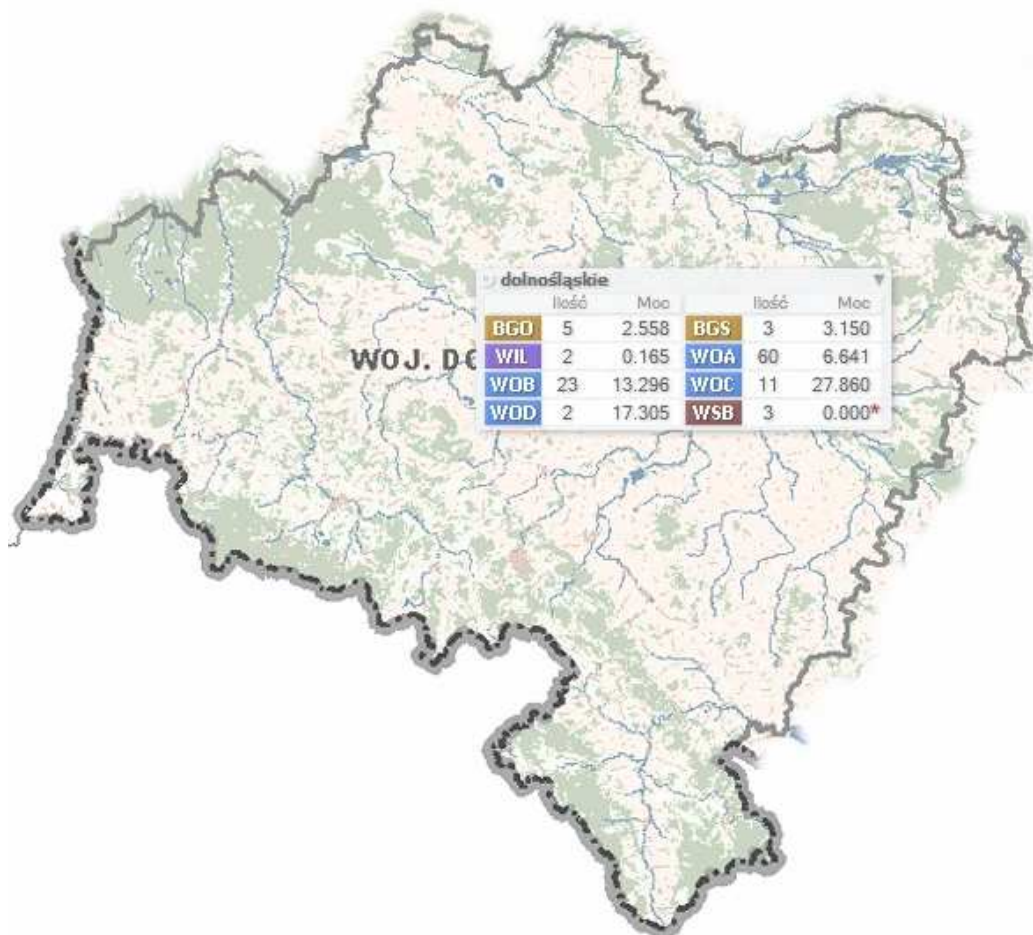 dolnośląskie
Ilość Moc Ilość Moc
BGO 5 2.558 BGS 3 3.150
WIL 2 0.165 WOA 60 6.641
WOB 23 13.296 WOC 11 27.860
WOD 2 17.305 WSB 3 0.000*
WOJ. DO